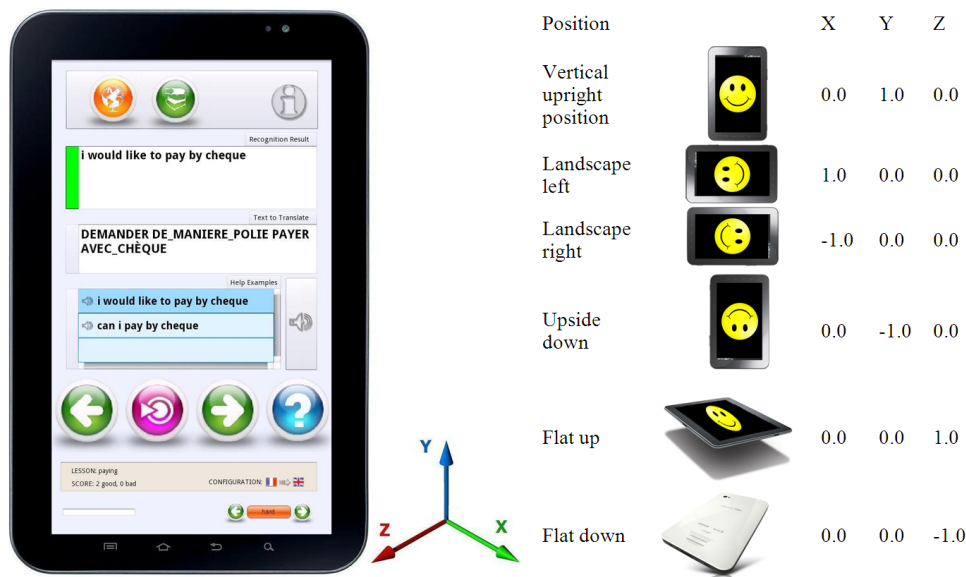 Recognition Result
i would like to pay by cheque
Text to Translate
DEMANDER DE_MANIERE_POLIE PAYER
AVEC_CHÈQUE
Help Examples
i would like to pay by cheque
can i pay by cheque
LESSON: paying
SCORE: 2 good, 0 bad
CONFIGURATION:
hard
Y
Z
X
Position X Y Z
Vertical
upright
position
0.0 1.0 0.0
Landscape
left
1.0 0.0 0.0
Landscape
right
-1.0 0.0 0.0
Upside
down
0.0 -1.0 0.0
Flat up 0.0 0.0 1.0
Flat down 0.0 0.0 -1.0